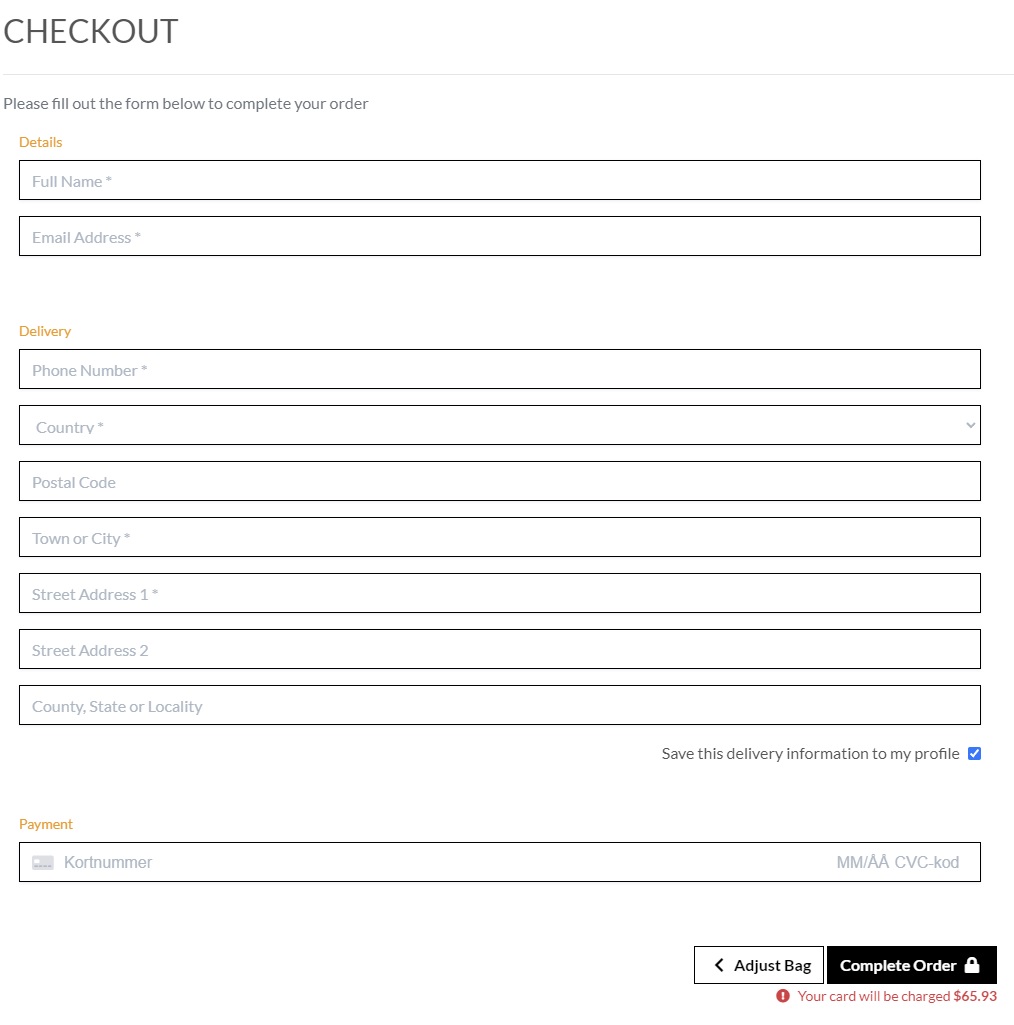 CHECKOUT
Please fill out the form below to complete your order
Details
Full Name *
Email Address *
Delivery
Phone Number *
Country *
Postal Code
Town or City *
Street Address 1 *
Street Address 2
County, State or Locality
Save this delivery information to my profile
Payment
Kortnummer MM/ÅÅ CVC-kod
Adjust Bag Complete Order
Your card will be charged $65.93